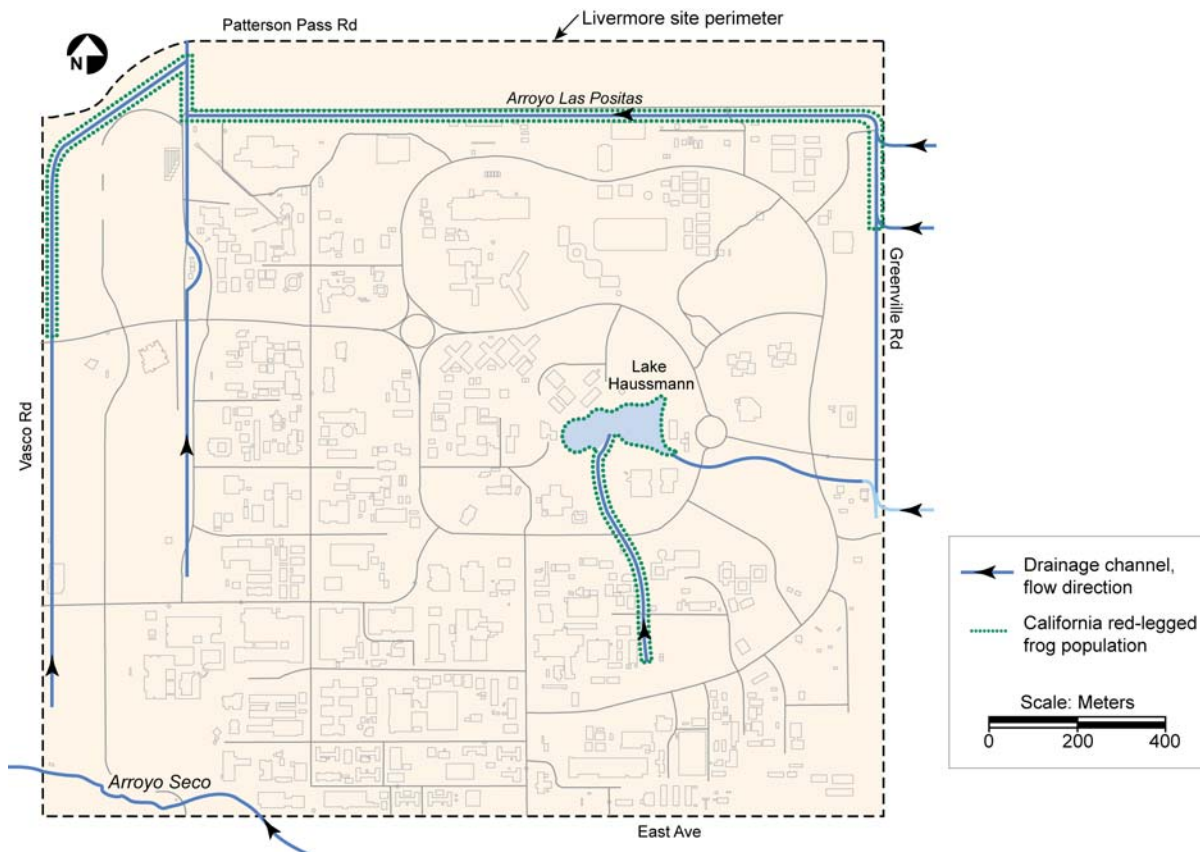 Patterson Pass Rd
Livermore site perimeter
N
Arroyo Las Positas
Greenville Rd
Lake
Haussmann
Vasco Rd
Drainage channel,
flow direction
California red-legged
frog population
Scale: Meters
0 200 400
Arroyo Seco
East Ave